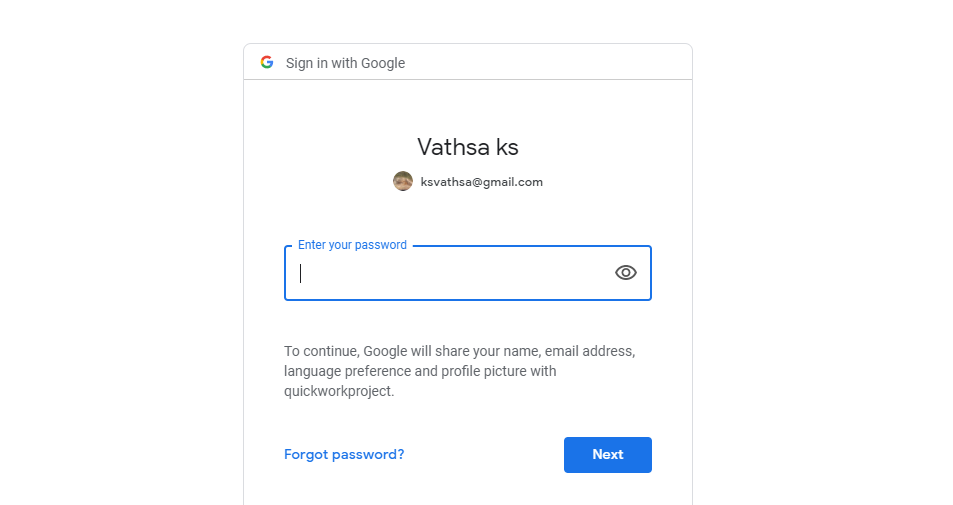 Sign in with Google
Vathsa ks
ksvathsa@gmail.com
Enter your password
To continue, Google will share your name, email address,
language preference and profile picture with
quickworkproject.
Forgot password?
Next